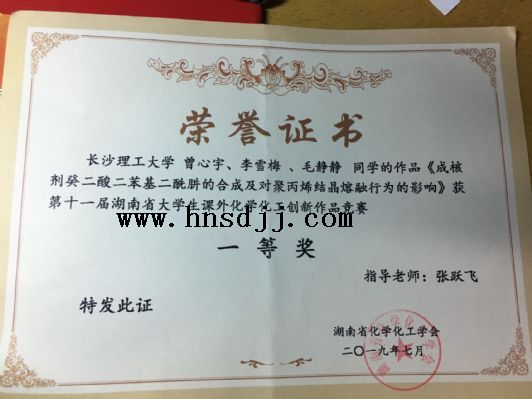 荣誉证书
长沙理工大学 曾心宇、李雪梅 、毛静静 同学的作品《成核
剂癸二酸二苯基二酰肼的合成及对聚丙烯结晶熔融行为的影响》获
第十一届湖南省大学生课外化学化工创新作品竞赛
www.hnsdjj.com
一等奖
指导老师：张跃飞
特发此证
湖南省化学化工学会
二〇一九年七月